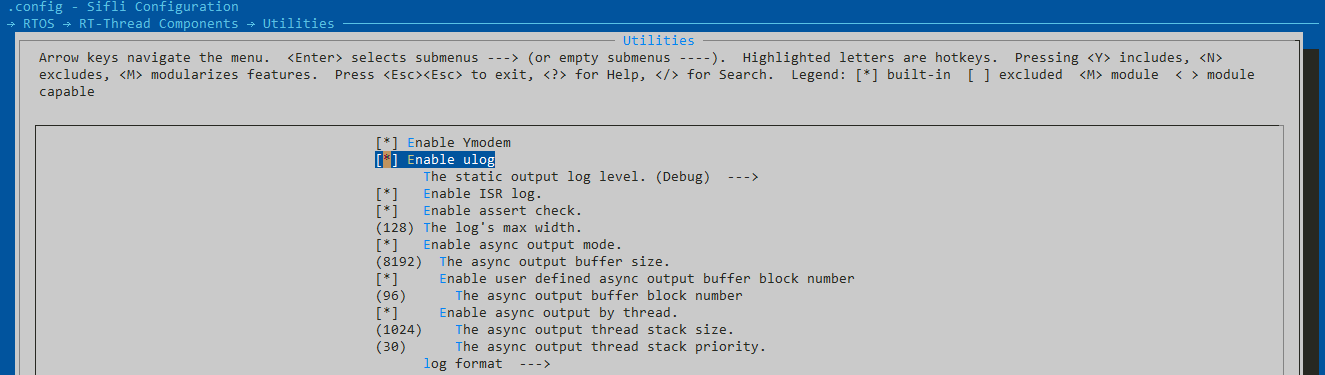 .config - Sifli Configuration
→ RTOS → RT-Thread Components → Utilities
Utilities
Arrow keys navigate the menu.  <Enter> selects submenus ---> (or empty submenus ----).  Highlighted letters are hotkeys.  Pressing <Y> includes, <N>
excludes, <M> modularizes features.  Press <Esc><Esc> to exit, <?> for Help, </> for Search.  Legend: [*] built-in  [ ] excluded  <M> module  < > module
capable
[*] Enable Ymodem
[*] Enable ulog
The static output log level. (Debug)  --->
[*]   Enable ISR log.
[*]   Enable assert check.
(128) The log's max width.
[*]   Enable async output mode.
(8192)  The async output buffer size.
[*]     Enable user defined async output buffer block number
(96)      The async output buffer block number
[*]     Enable async output by thread.
(1024)    The async output thread stack size.
(30)      The async output thread stack priority.
log format  --->